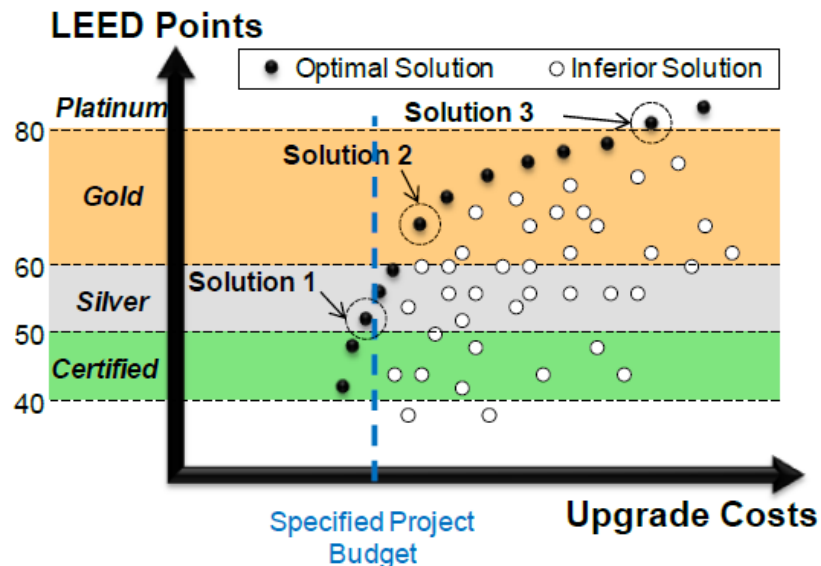 LEED Points
Optimal Solution
Inferior Solution
Platinum
Solution 3
80
Solution 2
Gold
60
Solution 1
Silver
50
Certified
40
Specified Project
Budget
Upgrade Costs